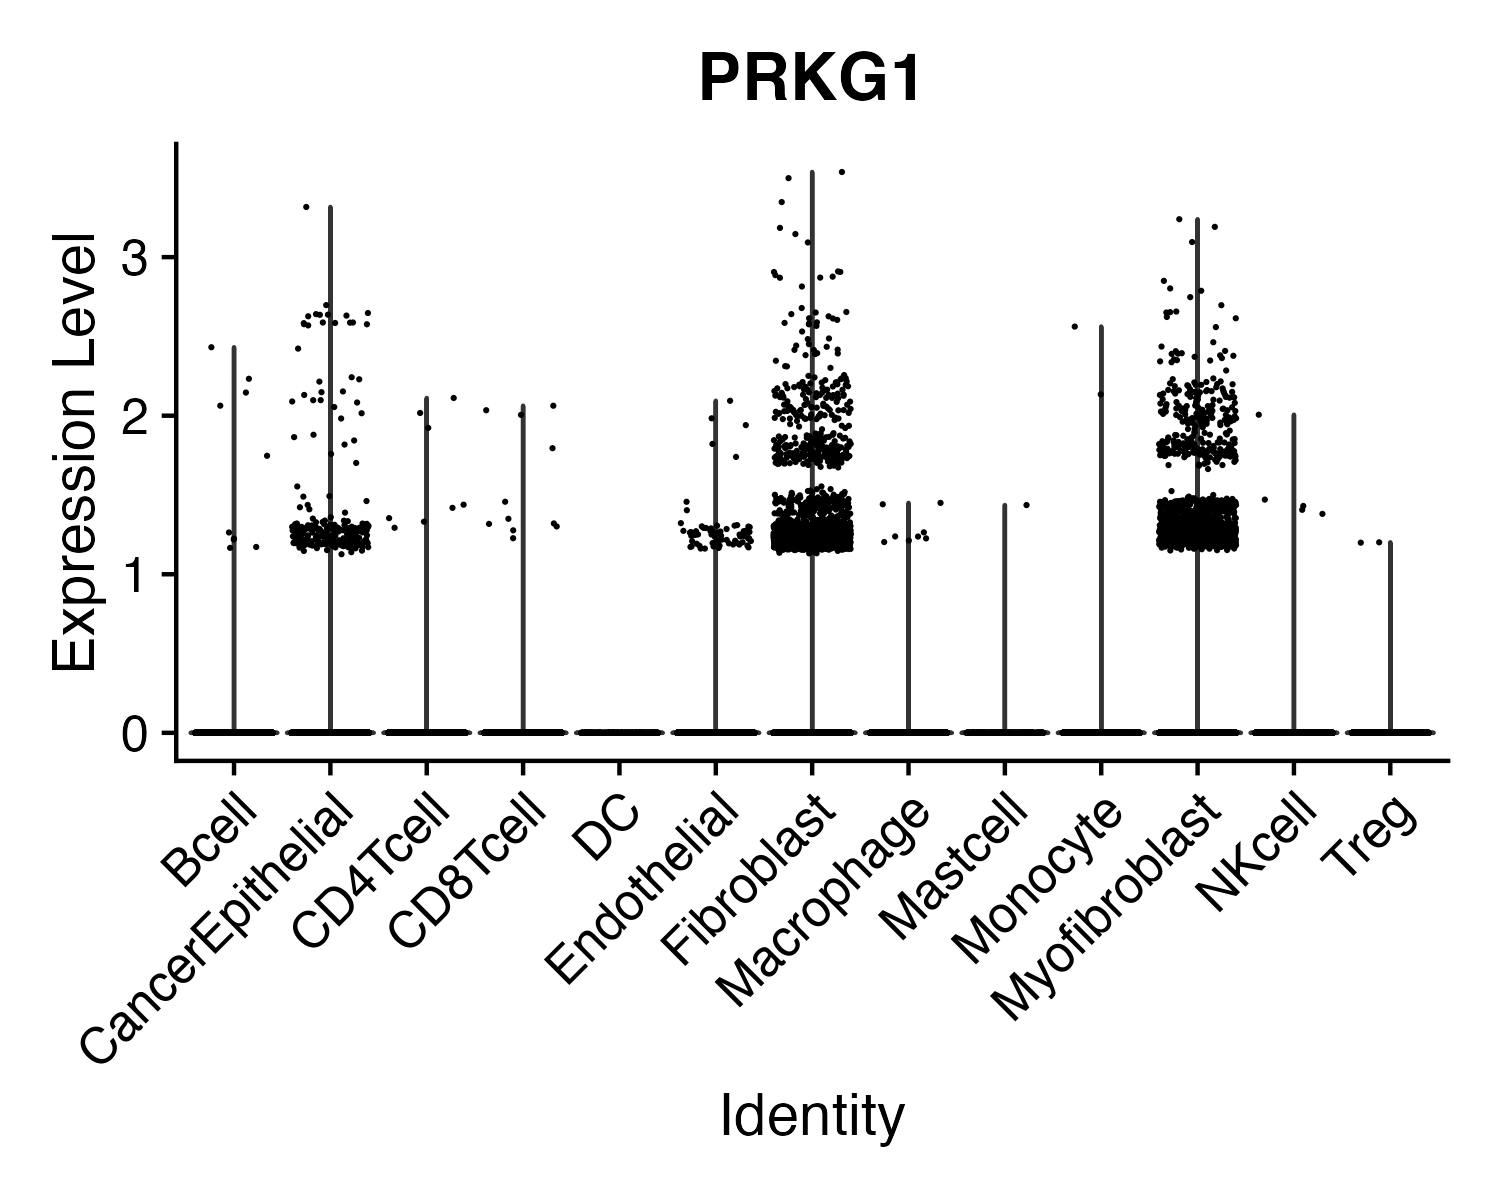 PRKG1
Expression Level
3
2
1
0
Bcell
CancerEpithelial
CD4Tcell
CD8Tcell
DC
Endothelial
Fibroblast
Macrophage
Mastcell
Monocyte
Myofibroblast
NKcell
Treg
Identity